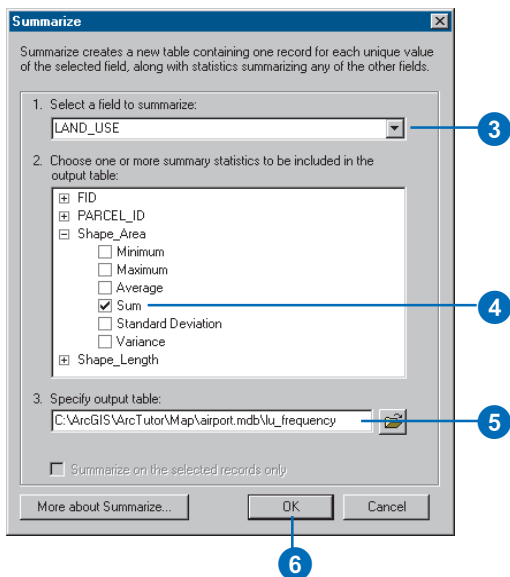 Summarize
Summarize creates a new table containing one record for each unique value
of the selected field, along with statistics summarizing any of the other fields.
1. Select a field to summarize:
LAND_USE
3
2. Choose one or more summary statistics to be included in the
output table:
FID
PARCEL_ID
Shape_Area
Minimum
Maximum
Average
Sum
4
Standard Deviation
Variance
Shape_Length
3. Specify output table:
C:\ArcGIS\ArcTutor\Map\airport.mdb\lu_frequency
5
Summarize on the selected records only
More about Summarize...
OK
Cancel
6